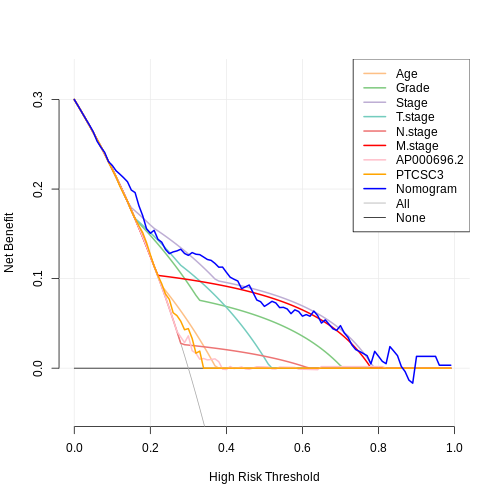 Age
Grade
Stage
T.stage
N.stage
M.stage
AP000696.2
PTCSC3
Nomogram
All
None
Net Benefit
0.3
0.2
0.1
0.0
0.0 0.2 0.4 0.6 0.8 1.0
High Risk Threshold